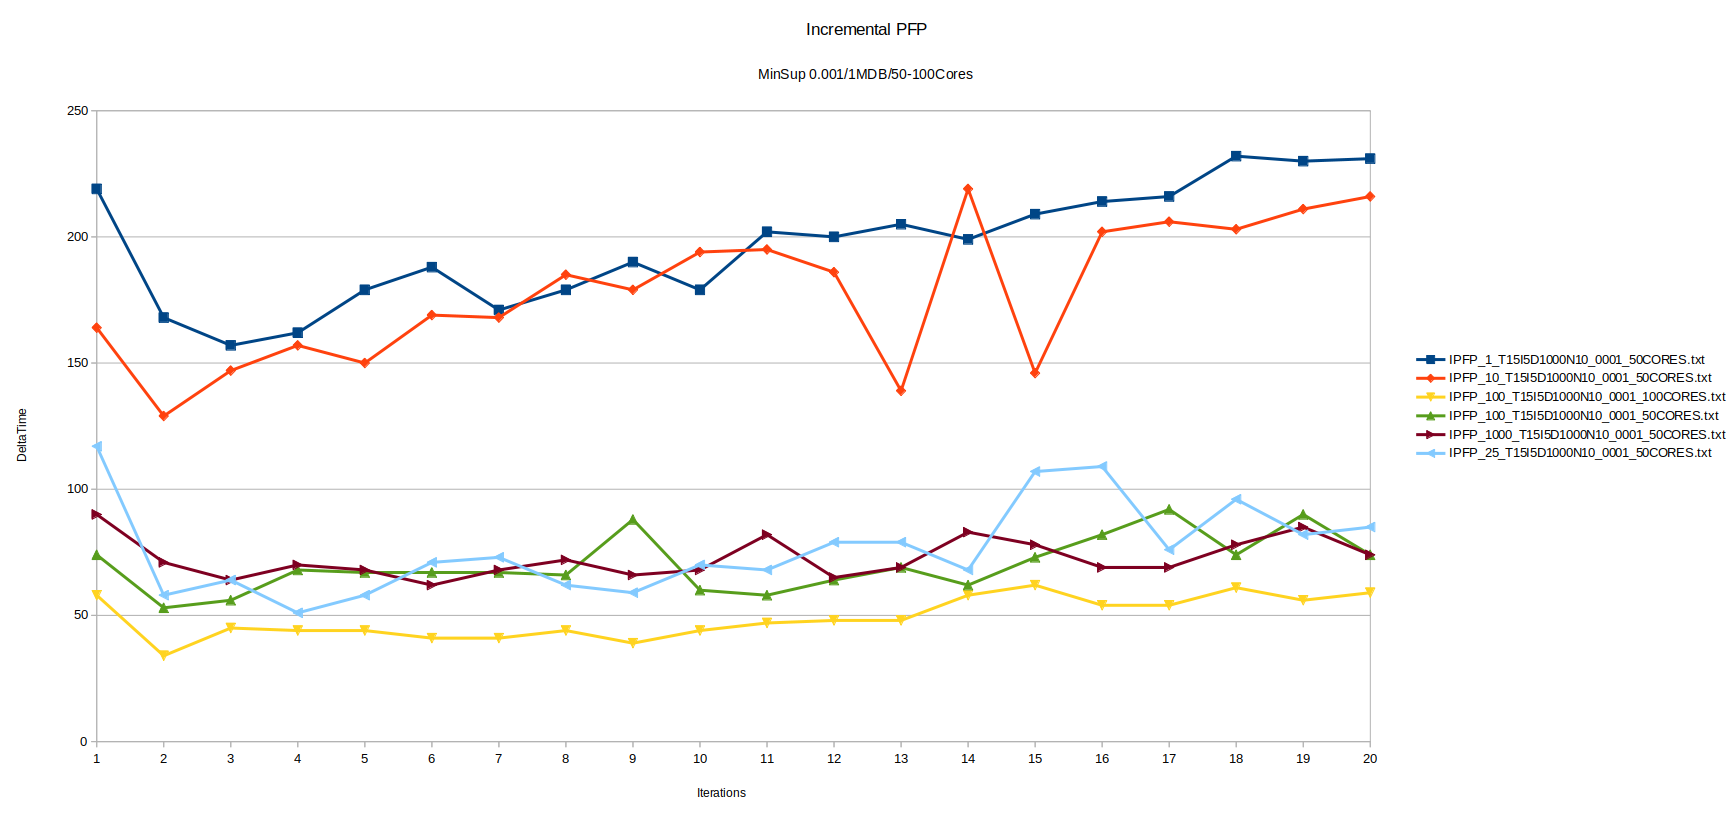 Incremental PFP
MinSup 0.001/1MDB/50-100Cores
250
200
150
100
50
0
DeltaTime
1 2 3 4 5 6 7 8 9 10 11 12 13 14 15 16 17 18 19 20
Iterations
IPFP_1_T15I5D1000N10_0001_50CORES.txt
IPFP_10_T15I5D1000N10_0001_50CORES.txt
IPFP_100_T15I5D1000N10_0001_100CORES.txt
IPFP_100_T15I5D1000N10_0001_50CORES.txt
IPFP_1000_T15I5D1000N10_0001_50CORES.txt
IPFP_25_T15I5D1000N10_0001_50CORES.txt